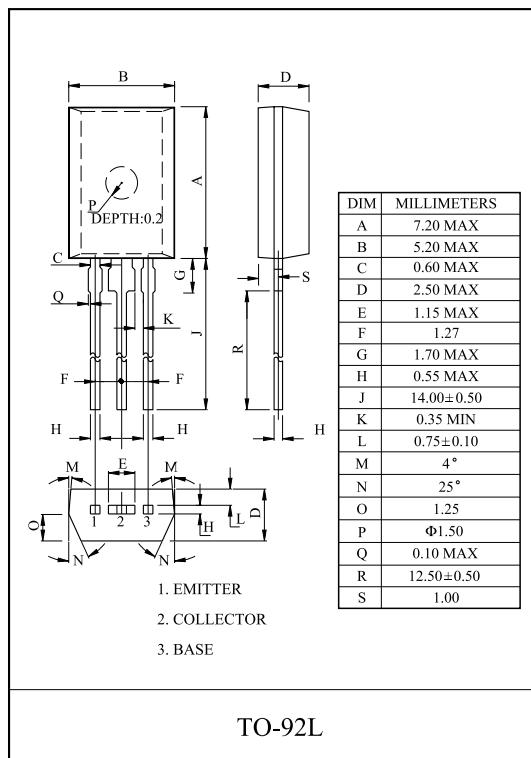 B
D
A
P
DEPTH:0.2
C
G
S
Q
K
J
R
F
F
H
H
H
M
E
M
O
1
2
3
H
L
D
N
N
1. EMITTER
2. COLLECTOR
3. BASE
DIM MILLIMETERS
A 7.20 MAX
B 5.20 MAX
C 0.60 MAX
D 2.50 MAX
E 1.15 MAX
F 1.27
G 1.70 MAX
H 0.55 MAX
J 14.00±0.50
K 0.35 MIN
L 0.75±0.10
M 4°
N 25°
O 1.25
P Φ1.50
Q 0.10 MAX
R 12.50±0.50
S 1.00
TO-92L